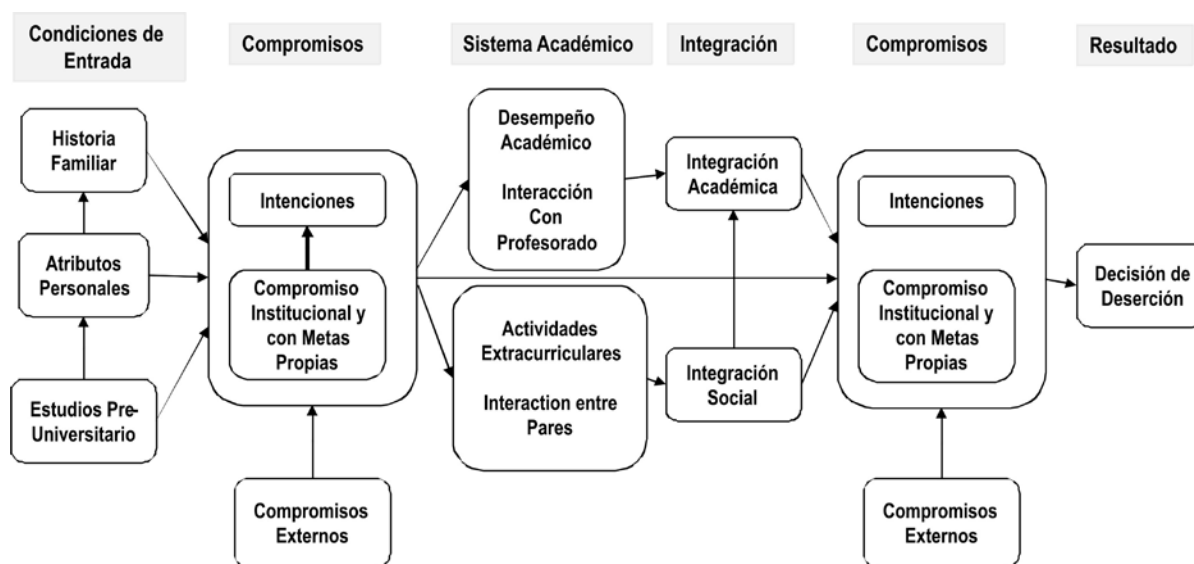 Condiciones de
Entrada
Compromisos
Sistema Académico
Integración
Compromisos
Resultado
Historia
Familiar
Atributos
Personales
Estudios Pre-
Universitario
Intenciones
Compromiso
Institucional y
con Metas
Propias
Compromisos
Externos
Desempeño
Académico
Interacción
Con
Profesorado
Actividades
Extracurriculares
Interaction entre
Pares
Integración
Académica
Integración
Social
Intenciones
Compromiso
Institucional y
con Metas
Propias
Compromisos
Externos
Decisión de
Deserción